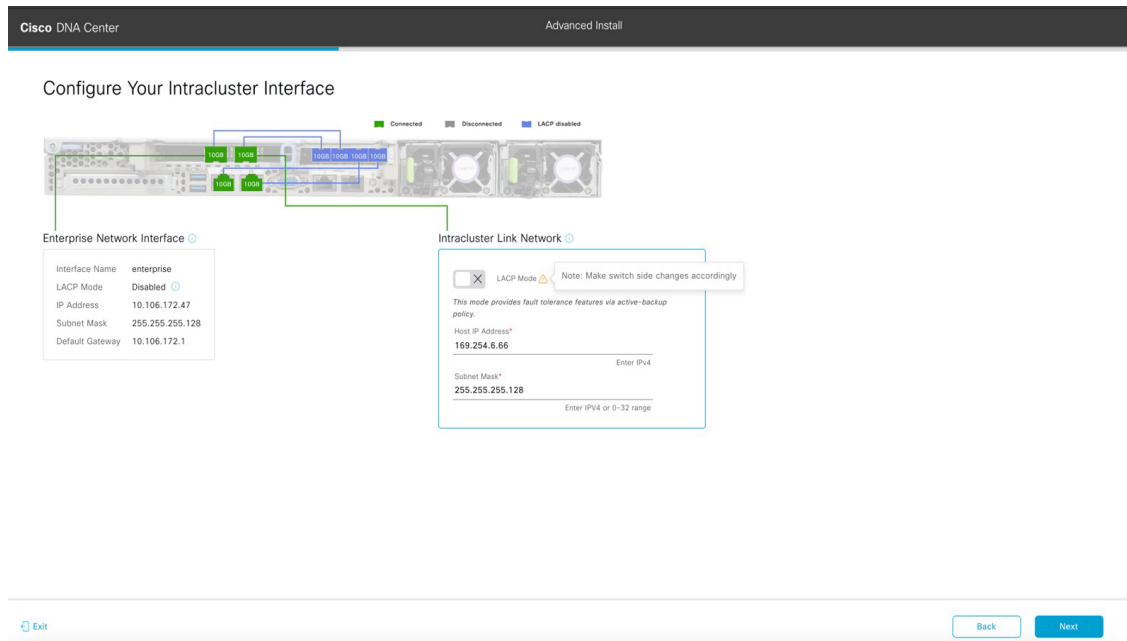 Cisco DNA Center
Advanced Install
Configure Your Intracluster Interface
Connected
Disconnected
LACP disabled
10GB 10GB 10GB 10GB 10GB 10GB
10GB 10GB
Enterprise Network Interface
Interface Name enterprise
LACP Mode Disabled
IP Address 10.106.172.47
Subnet Mask 255.255.255.128
Default Gateway 10.106.172.1
Intracluster Link Network
LACP Mode
Note: Make switch side changes accordingly
This mode provides fault tolerance features via active-backup
policy.
Host IP Address*
169.254.6.66
Enter IPv4
Subnet Mask*
255.255.255.128
Enter IPV4 or 0-32 range
Exit
Back
Next